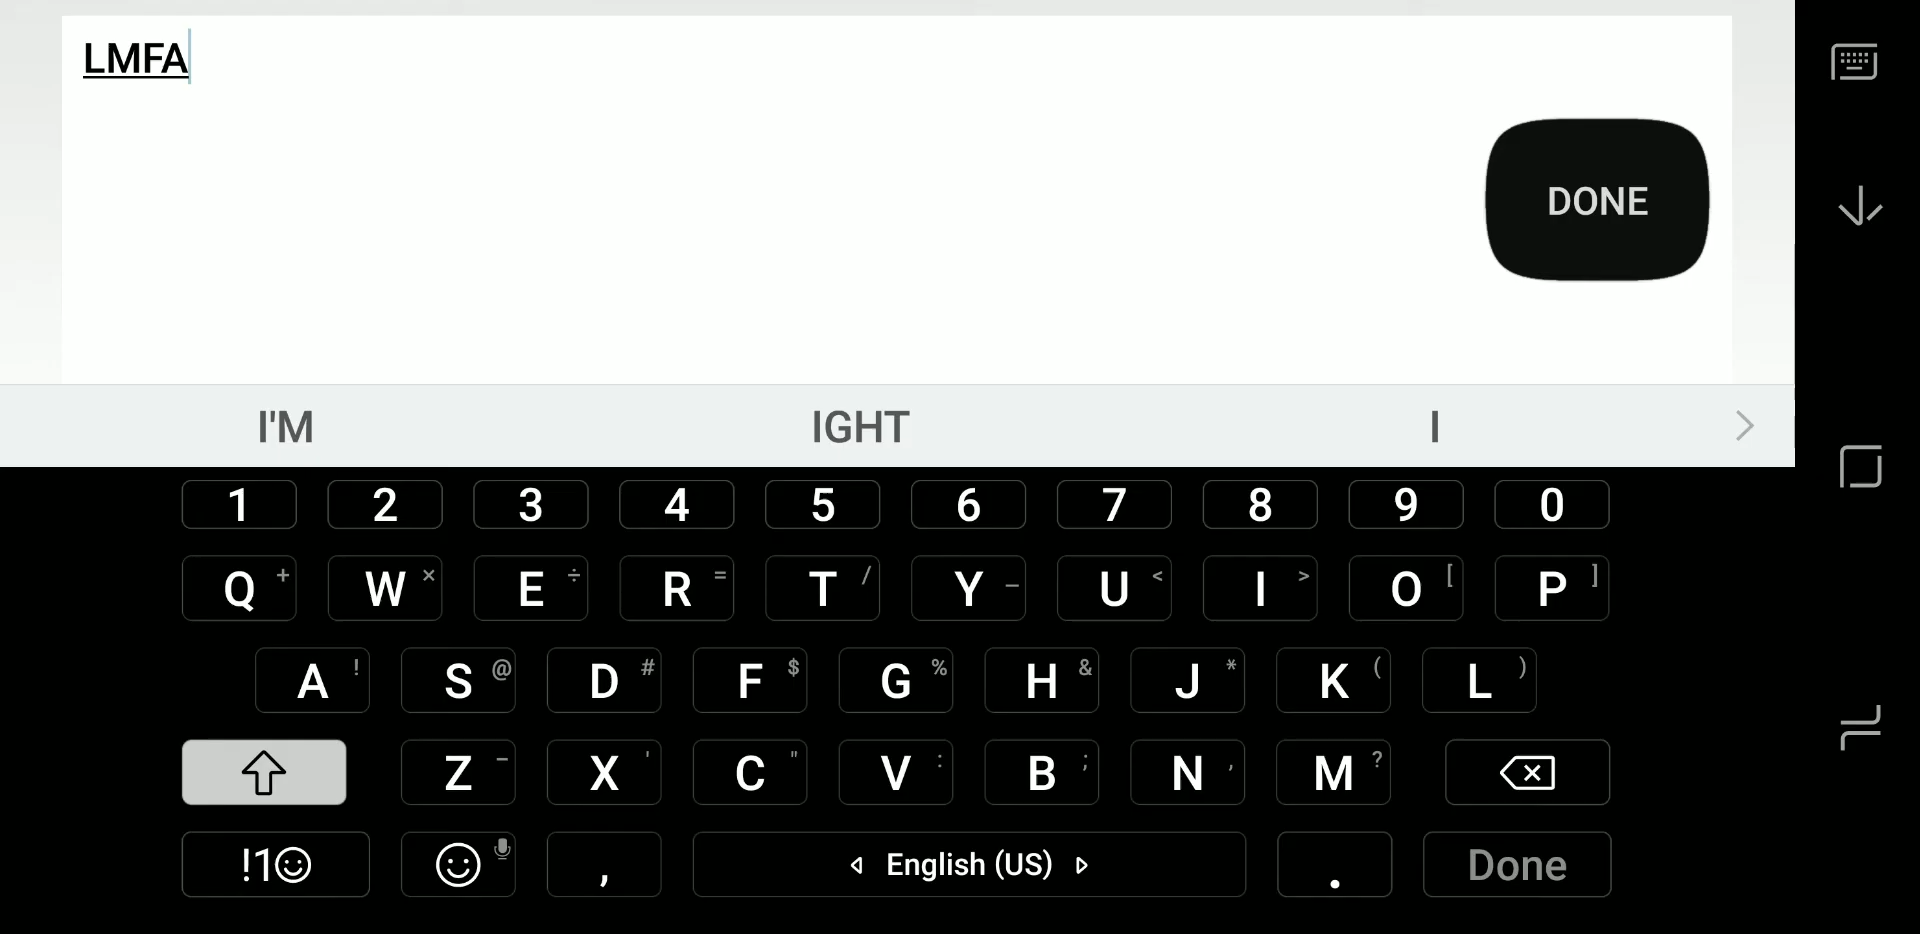 LMFA
DONE
I'M IGHT I
1 2 3 4 5 6 7 8 9 0
Q + W × E ÷ R = T / Y _ U < I > O [ P ]
A ! S @ D # F $ G % H & J * K ( L )
Z - X ' C " V : B ; N , M ?
!1☺ , English (US) . Done